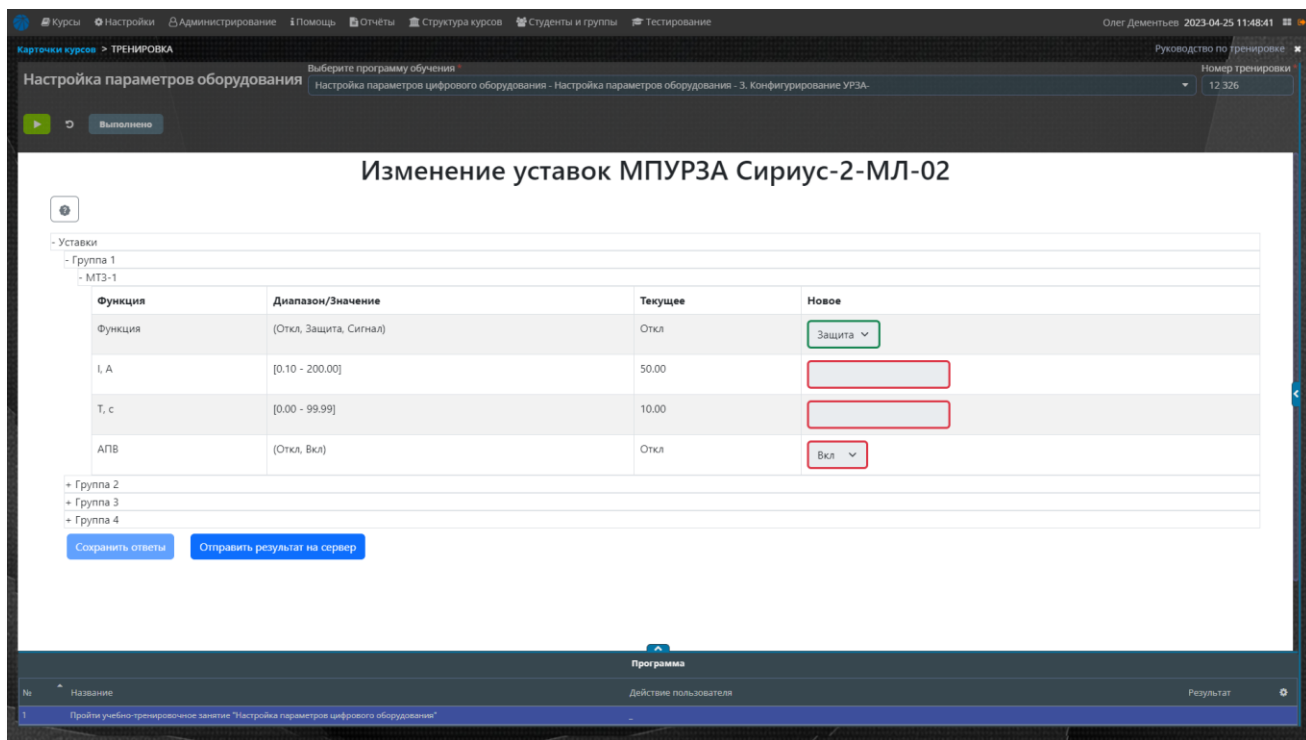 Курсы Настройки Администрирование Помощь Отчёты Структура курсов Студенты и группы Тестирование Олег Дементьев 2023-04-25 11:48:41
Карточки курсов > ТРЕНИРОВКА Руководство по тренировке ×
Настройка параметров оборудования
Выберите программу обучения * Номер тренировки *
Настройка параметров цифрового оборудования - Настройка параметров оборудования - 3. Конфигурирование УРЗА- 12 326
Выполнено
Изменение уставок МПУРЗА Сириус-2-МЛ-02
- Уставки
- Группа 1
- МТЗ-1
Функция Диапазон/Значение Текущее Новое
Функция (Откл, Защита, Сигнал) Откл Защита
I, А [0.10 - 200.00] 50.00
Т, с [0.00 - 99.99] 10.00
АПВ (Откл, Вкл) Откл Вкл
+ Группа 2
+ Группа 3
+ Группа 4
Сохранить ответы Отправить результат на сервер
Программа
№ Название Действие пользователя Результат
1 Пройти учебно-тренировочное занятие "Настройка параметров цифрового оборудования" _